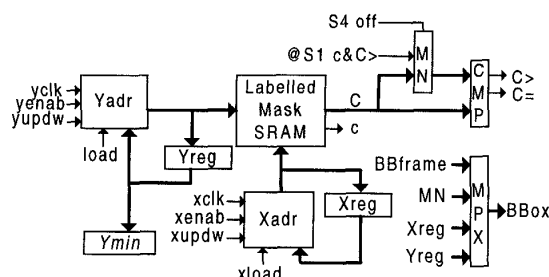 S4 off
@S1 c&C>
M
N
C
M
P
C>
C=
yclk
yenab
yupdw
Yadr
load
Labelled
Mask
SRAM
C
c
Yreg
Ymin
xclk
xenab
xupdw
Xadr
xload
Xreg
BBframe
MN
Xreg
Yreg
M
P
X
BBox